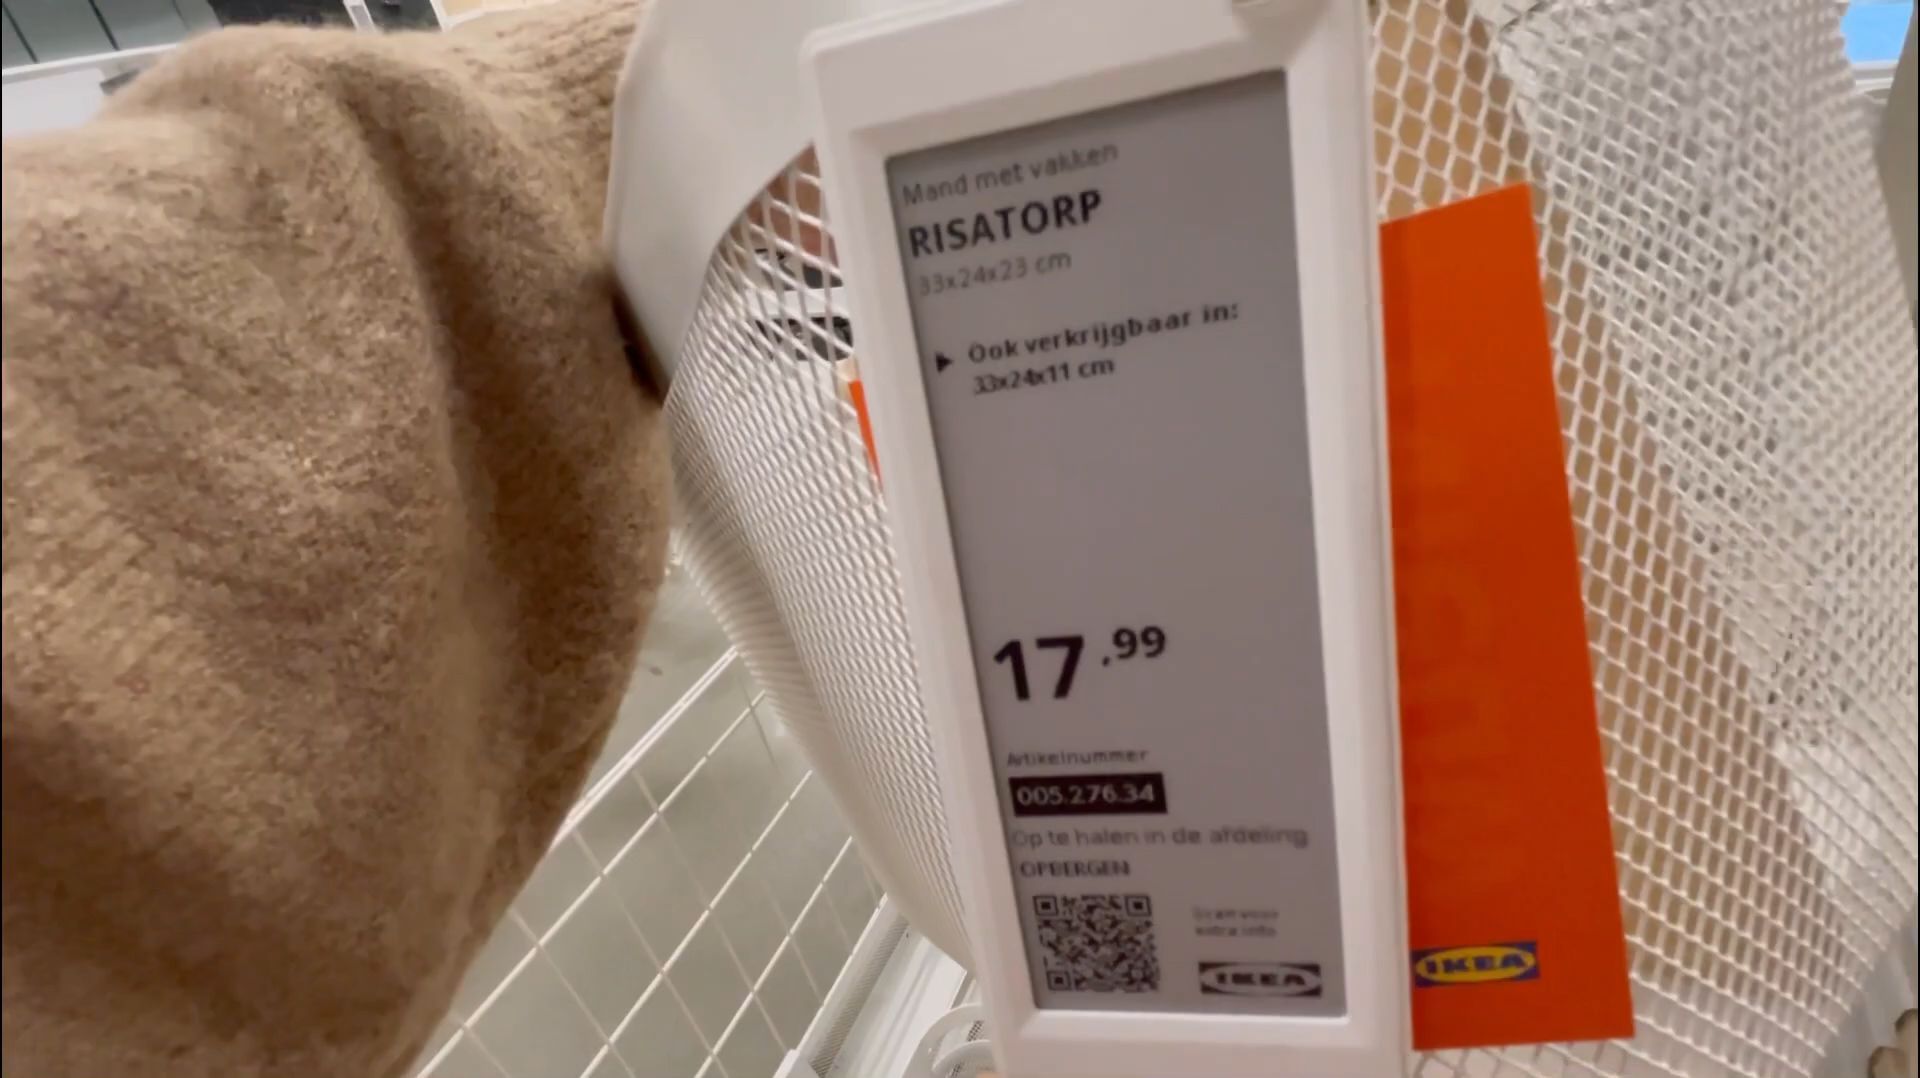 Mand met vakken
RISATORP
33x24x23 cm
▶ Ook verkrijgbaar in:
33x24x11 cm
17.99
Artikelnummer
005.276.34
Op te halen in de afdeling
OPBERGEN
Scan voor
extra info
IKEA
IKEA